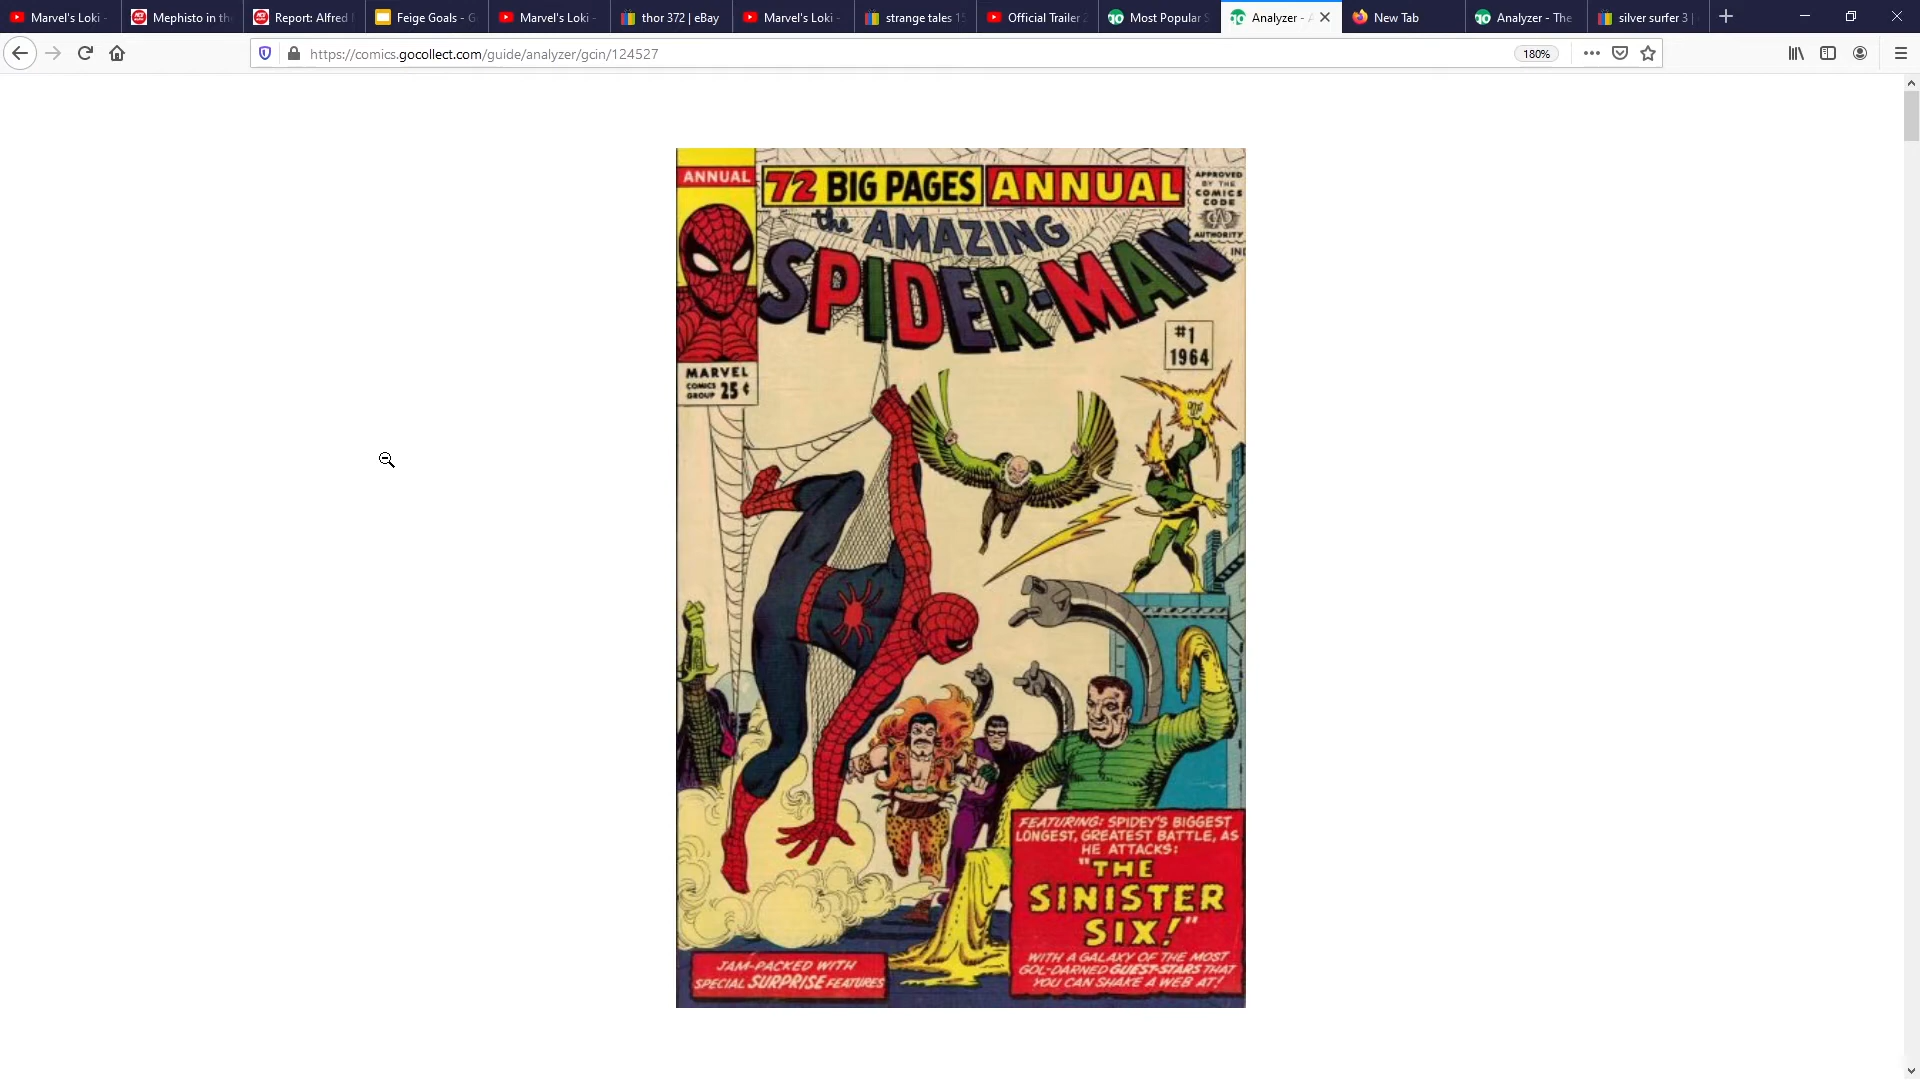 Marvel's Loki -
Mephisto in the
Report: Alfred
Feige Goals - G
Marvel's Loki -
thor 372 | eBay
Marvel's Loki -
strange tales 15
Official Trailer 2
Most Popular S
Analyzer - A
New Tab
Analyzer - The
silver surfer 3 |
https://comics.gocollect.com/guide/analyzer/gcin/124527
180%
ANNUAL
72 BIG PAGES ANNUAL
APPROVED
BY THE
COMICS
CODE
AUTHORITY
IND
the AMAZING
SPIDER-MAN
#1
1964
MARVEL
COMICS
GROUP
25¢
FEATURING: SPIDEY'S BIGGEST
LONGEST, GREATEST BATTLE, AS
HE ATTACKS:
"THE
SINISTER
SIX!"
WITH A GALAXY OF THE MOST
GOL-DARNED GUEST-STARS THAT
YOU CAN SHAKE A WEB AT!
JAM-PACKED WITH
SPECIAL SURPRISE FEATURES